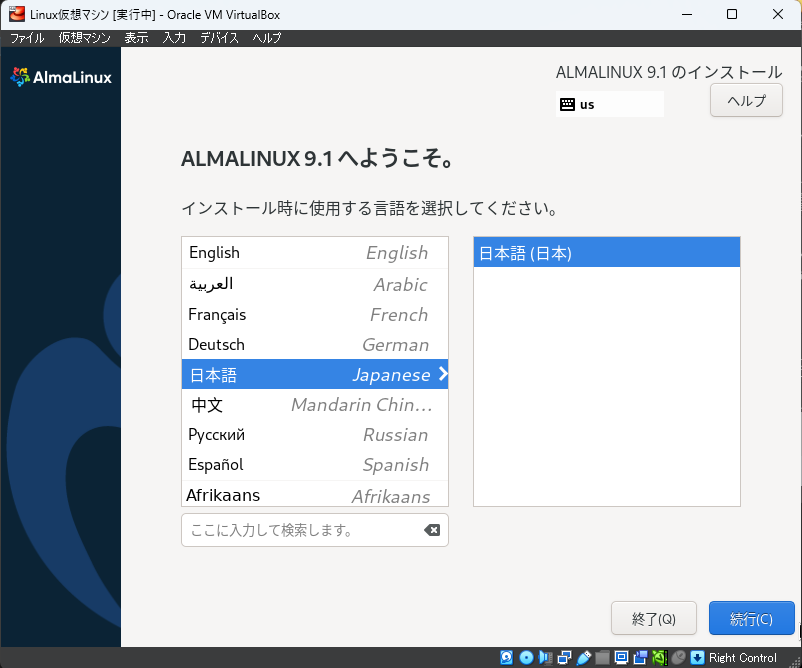 Linux仮想マシン [実行中] - Oracle VM VirtualBox
ファイル 仮想マシン 表示 入力 デバイス ヘルプ
AlmaLinux
ALMALINUX 9.1 のインストール
us
ヘルプ
ALMALINUX 9.1 へようこそ。
インストール時に使用する言語を選択してください。
English English
العربية Arabic
Français French
Deutsch German
日本語 Japanese
中文 Mandarin Chin…
Русский Russian
Español Spanish
Afrikaans Afrikaans
日本語 (日本)
ここに入力して検索します。
終了(Q)
続行(C)
Right Control